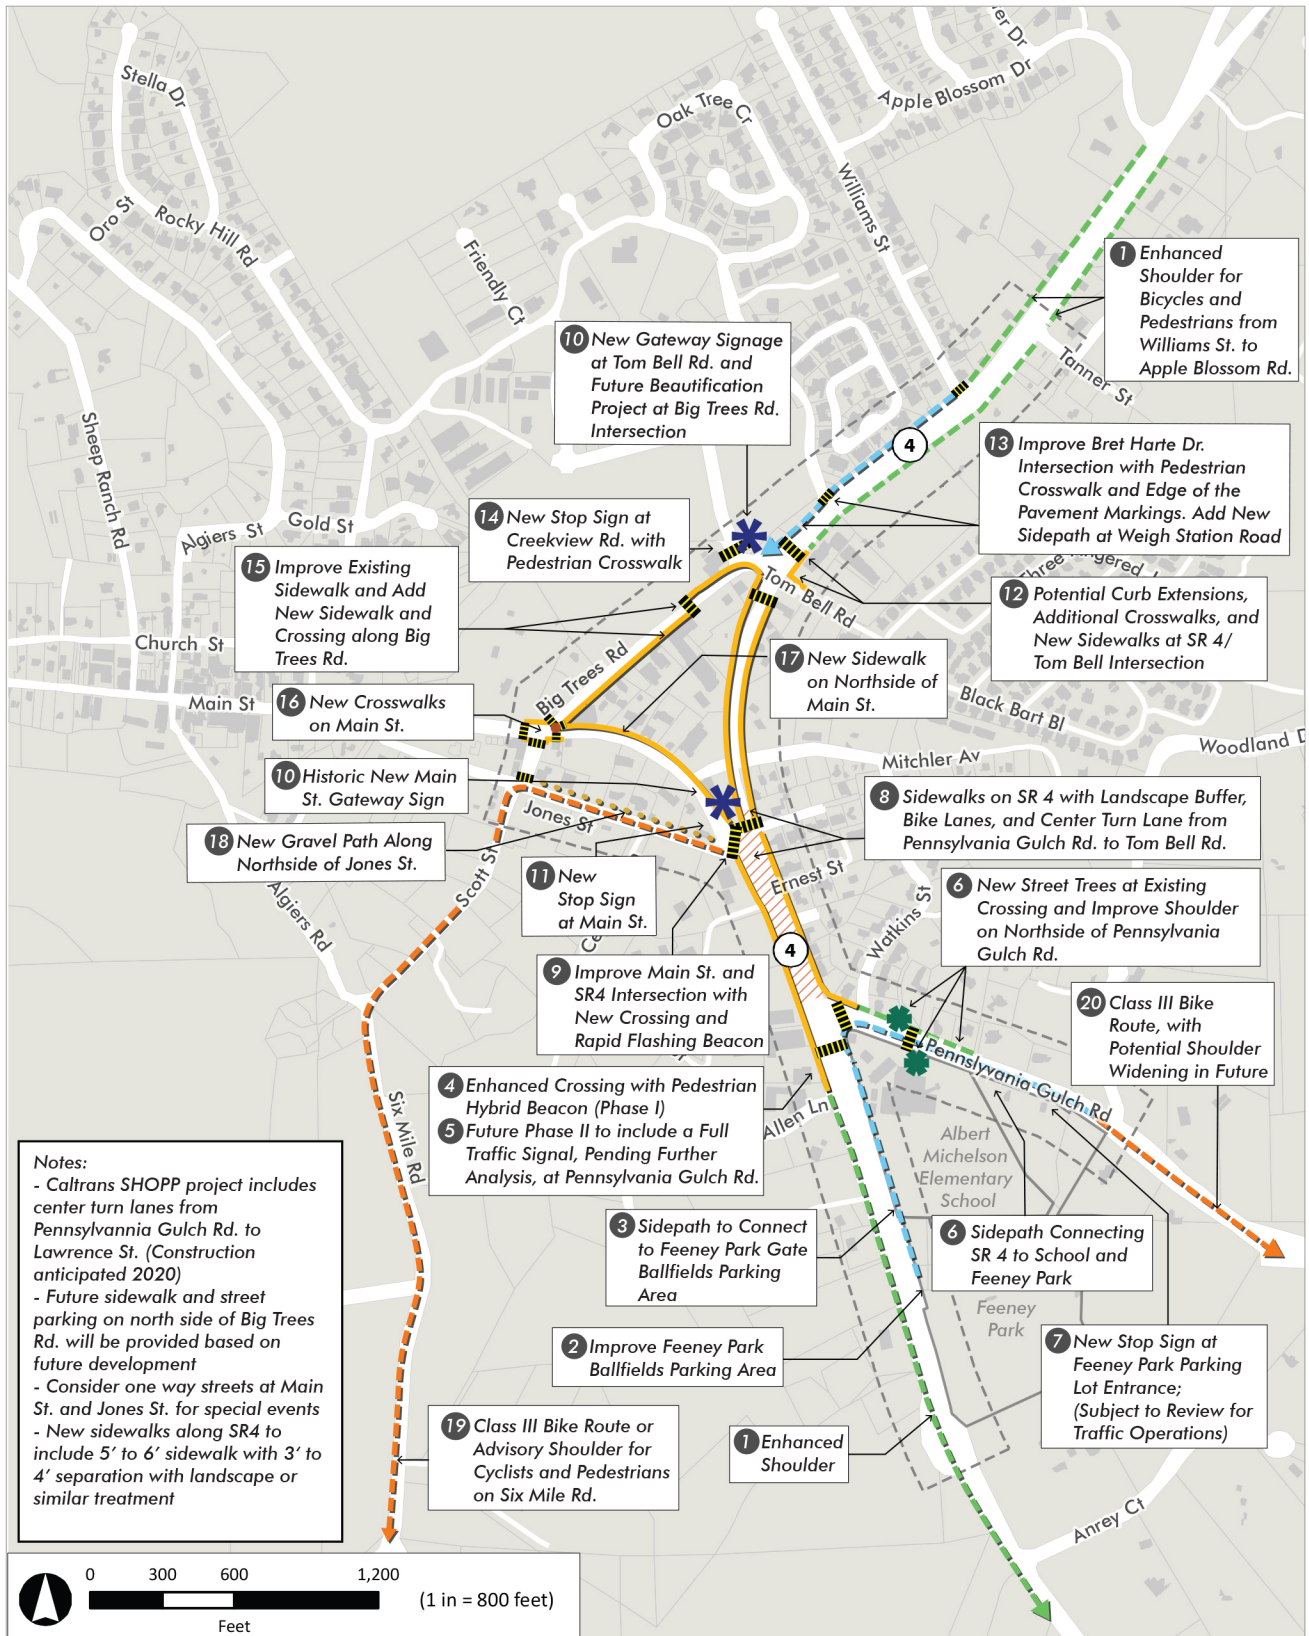 Stella Dr
Oro St
Rocky Hill Rd
Oak Tree Cr
Apple Blossom Dr
er Dr
Williams St
Friendly Ct
Sheep Ranch Rd
Tanner St
1 Enhanced
Shoulder for
Bicycles and
Pedestrians from
Williams St. to
Apple Blossom Rd.
10 New Gateway Signage
at Tom Bell Rd. and
Future Beautification
Project at Big Trees Rd.
Intersection
4
13 Improve Bret Harte Dr.
Intersection with Pedestrian
Crosswalk and Edge of the
Pavement Markings. Add New
Sidepath at Weigh Station Road
14 New Stop Sign at
Creekview Rd. with
Pedestrian Crosswalk
Algiers St
Gold St
15 Improve Existing
Sidewalk and Add
New Sidewalk and
Crossing along Big
Trees Rd.
Tom Bell Rd
12 Potential Curb Extensions,
Additional Crosswalks, and
New Sidewalks at SR 4/
Tom Bell Intersection
Church St
Main St
Big Trees Rd
17 New Sidewalk
on Northside of
Main St.
16 New Crosswalks
on Main St.
Black Bart Bl
Woodland D
Mitchler Av
10 Historic New Main
St. Gateway Sign
Jones St
8 Sidewalks on SR 4 with Landscape Buffer,
Bike Lanes, and Center Turn Lane from
Pennsylvania Gulch Rd. to Tom Bell Rd.
18 New Gravel Path Along
Northside of Jones St.
Scott St
Algiers Rd
11 New
Stop Sign
at Main St.
Ernest St
Watkins St
6 New Street Trees at Existing
Crossing and Improve Shoulder
on Northside of Pennsylvania
Gulch Rd.
4
9 Improve Main St. and
SR4 Intersection with
New Crossing and
Rapid Flashing Beacon
20 Class III Bike
Route, with
Potential Shoulder
Widening in Future
Pennslyvania Gulch Rd
4 Enhanced Crossing with Pedestrian
Hybrid Beacon (Phase I)
5 Future Phase II to include a Full
Traffic Signal, Pending Further
Analysis, at Pennsylvania Gulch Rd.
Allen Ln
Six Mile Rd
Albert
Michelson
Elementary
School
3 Sidepath to Connect
to Feeney Park Gate
Ballfields Parking
Area
6 Sidepath Connecting
SR 4 to School and
Feeney Park
Feeney
Park
2 Improve Feeney Park
Ballfields Parking Area
7 New Stop Sign at
Feeney Park Parking
Lot Entrance;
(Subject to Review for
Traffic Operations)
19 Class III Bike Route or
Advisory Shoulder for
Cyclists and Pedestrians
on Six Mile Rd.
1 Enhanced
Shoulder
Anrey Ct
Notes:
- Caltrans SHOPP project includes
center turn lanes from
Pennsylvannia Gulch Rd. to
Lawrence St. (Construction
anticipated 2020)
- Future sidewalk and street
parking on north side of Big Trees
Rd. will be provided based on
future development
- Consider one way streets at Main
St. and Jones St. for special events
- New sidewalks along SR4 to
include 5' to 6' sidewalk with 3' to
4' separation with landscape or
similar treatment
0 300 600 1,200
(1 in = 800 feet)
Feet